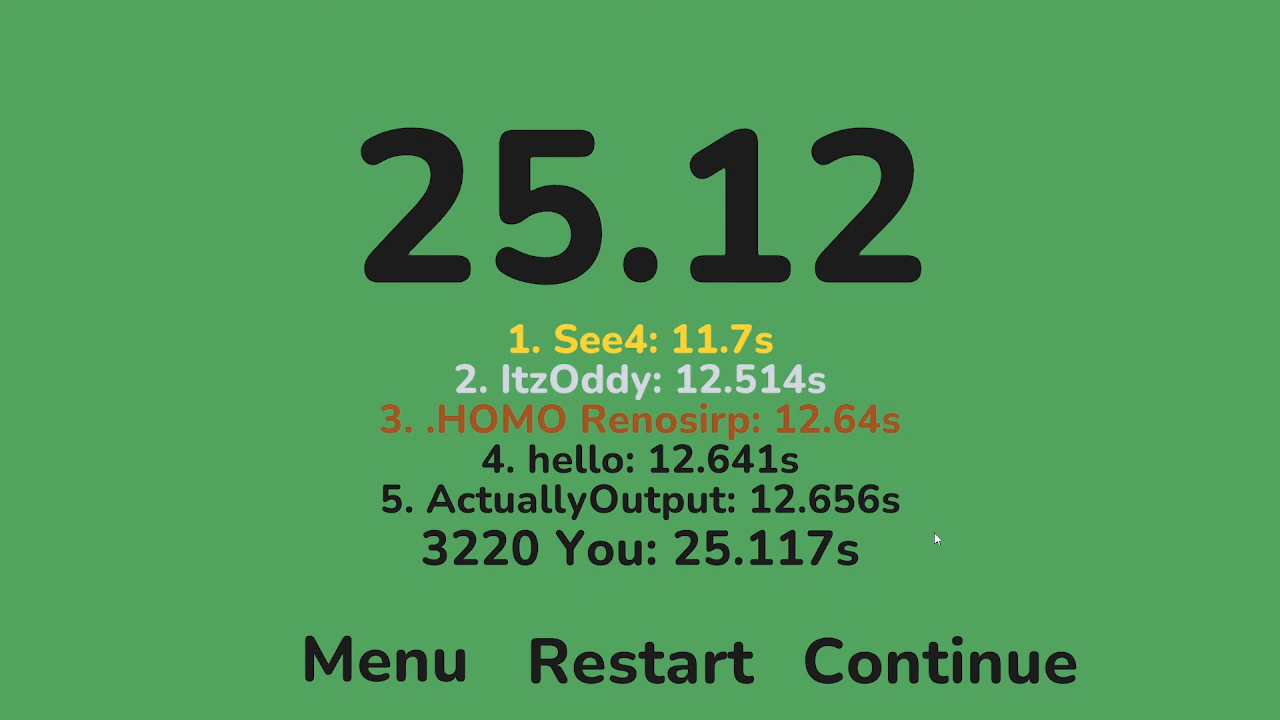 25.12
1. See4: 11.7s
2. ItzOddy: 12.514s
3. .HOMO Renosirp: 12.64s
4. hello: 12.641s
5. ActuallyOutput: 12.656s
3220 You: 25.117s
Menu Restart Continue